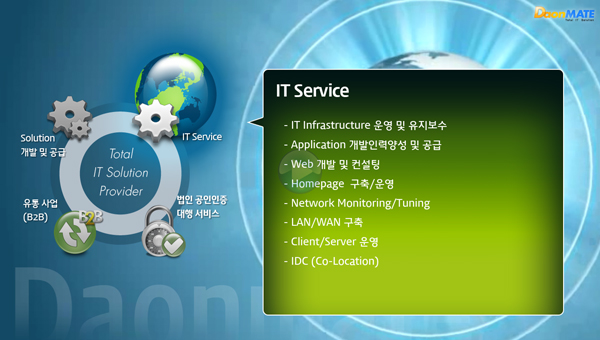 DaonMATE
Total IT Service
IT Service
- IT Infrastructure 운영 및 유지보수
- Application 개발인력양성 및 공급
- Web 개발 및 컨설팅
- Homepage 구축/운영
- Network Monitoring/Tuning
- LAN/WAN 구축
- Client/Server 운영
- IDC (Co-Location)
Solution
개발 및 공급
IT Service
Total
IT Solution
Provider
유통 사업
(B2B)
B2B
법인 공인인증
대행 서비스
Daonm